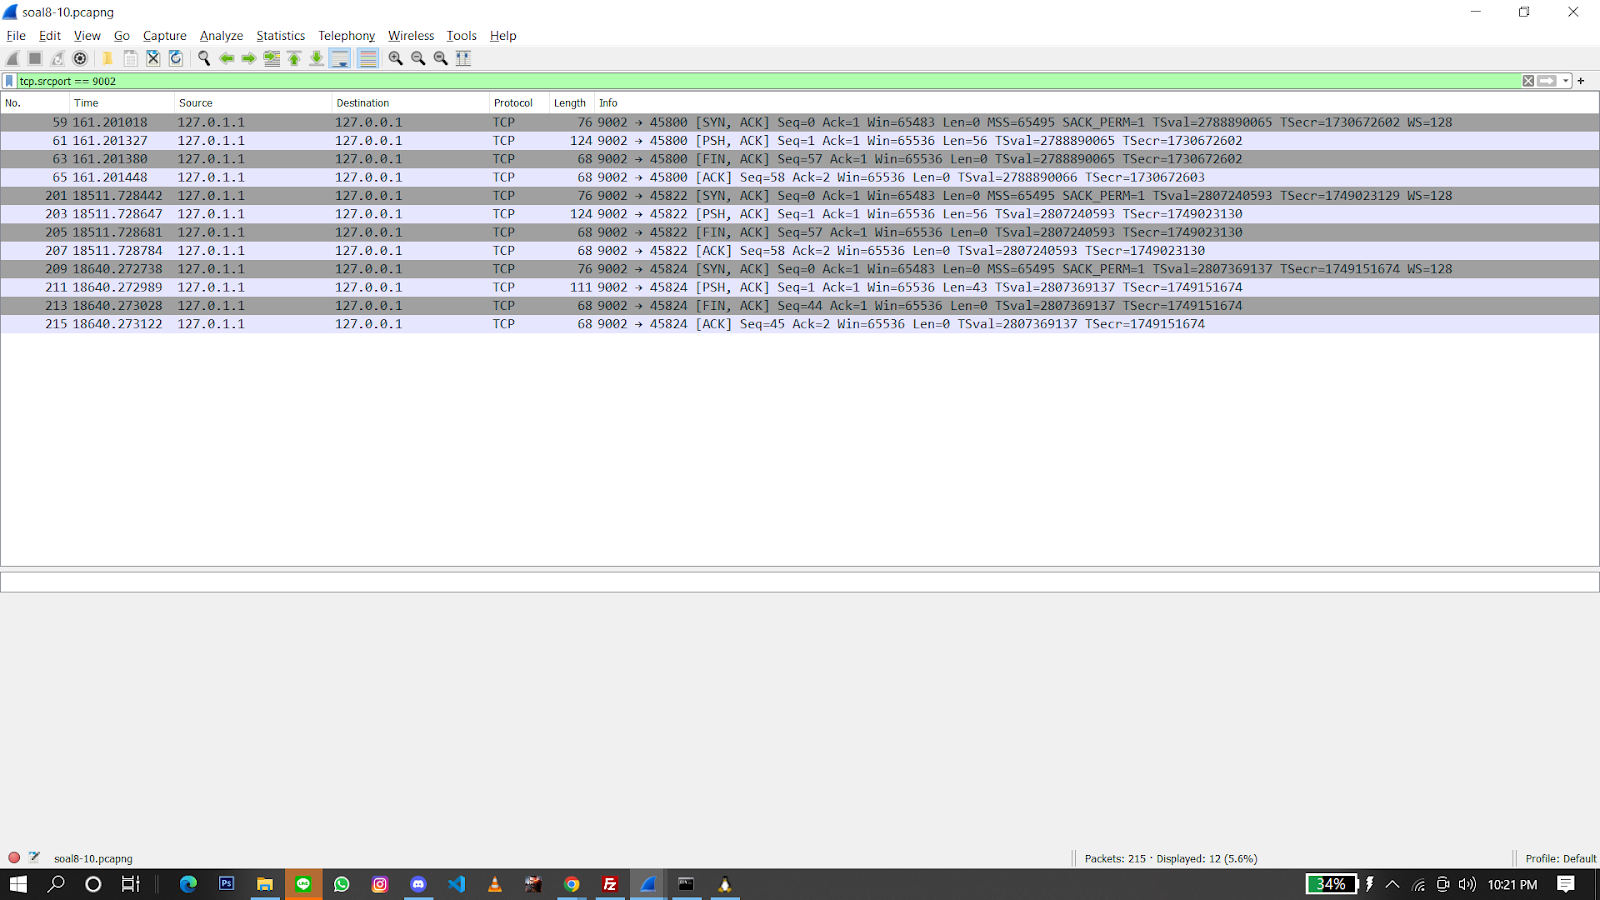 soal8-10.pcapng
File Edit View Go Capture Analyze Statistics Telephony Wireless Tools Help
tcp.srcport == 9002
No. Time Source Destination Protocol Length Info
59 161.201018 127.0.1.1 127.0.0.1 TCP 76 9002 → 45800 [SYN, ACK] Seq=0 Ack=1 Win=65483 Len=0 MSS=65495 SACK_PERM=1 TSval=2788890065 TSecr=1730672602 WS=128
61 161.201327 127.0.1.1 127.0.0.1 TCP 124 9002 → 45800 [PSH, ACK] Seq=1 Ack=1 Win=65536 Len=56 TSval=2788890065 TSecr=1730672602
63 161.201380 127.0.1.1 127.0.0.1 TCP 68 9002 → 45800 [FIN, ACK] Seq=57 Ack=1 Win=65536 Len=0 TSval=2788890065 TSecr=1730672602
65 161.201448 127.0.1.1 127.0.0.1 TCP 68 9002 → 45800 [ACK] Seq=58 Ack=2 Win=65536 Len=0 TSval=2788890066 TSecr=1730672603
201 18511.728442 127.0.1.1 127.0.0.1 TCP 76 9002 → 45822 [SYN, ACK] Seq=0 Ack=1 Win=65483 Len=0 MSS=65495 SACK_PERM=1 TSval=2807240593 TSecr=1749023129 WS=128
203 18511.728647 127.0.1.1 127.0.0.1 TCP 124 9002 → 45822 [PSH, ACK] Seq=1 Ack=1 Win=65536 Len=56 TSval=2807240593 TSecr=1749023130
205 18511.728681 127.0.1.1 127.0.0.1 TCP 68 9002 → 45822 [FIN, ACK] Seq=57 Ack=1 Win=65536 Len=0 TSval=2807240593 TSecr=1749023130
207 18511.728784 127.0.1.1 127.0.0.1 TCP 68 9002 → 45822 [ACK] Seq=58 Ack=2 Win=65536 Len=0 TSval=2807240593 TSecr=1749023130
209 18640.272738 127.0.1.1 127.0.0.1 TCP 76 9002 → 45824 [SYN, ACK] Seq=0 Ack=1 Win=65483 Len=0 MSS=65495 SACK_PERM=1 TSval=2807369137 TSecr=1749151674 WS=128
211 18640.272989 127.0.1.1 127.0.0.1 TCP 111 9002 → 45824 [PSH, ACK] Seq=1 Ack=1 Win=65536 Len=43 TSval=2807369137 TSecr=1749151674
213 18640.273028 127.0.1.1 127.0.0.1 TCP 68 9002 → 45824 [FIN, ACK] Seq=44 Ack=1 Win=65536 Len=0 TSval=2807369137 TSecr=1749151674
215 18640.273122 127.0.1.1 127.0.0.1 TCP 68 9002 → 45824 [ACK] Seq=45 Ack=2 Win=65536 Len=0 TSval=2807369137 TSecr=1749151674
soal8-10.pcapng Packets: 215 · Displayed: 12 (5.6%) Profile: Default
Ps LINE Fz 34% 10:21 PM